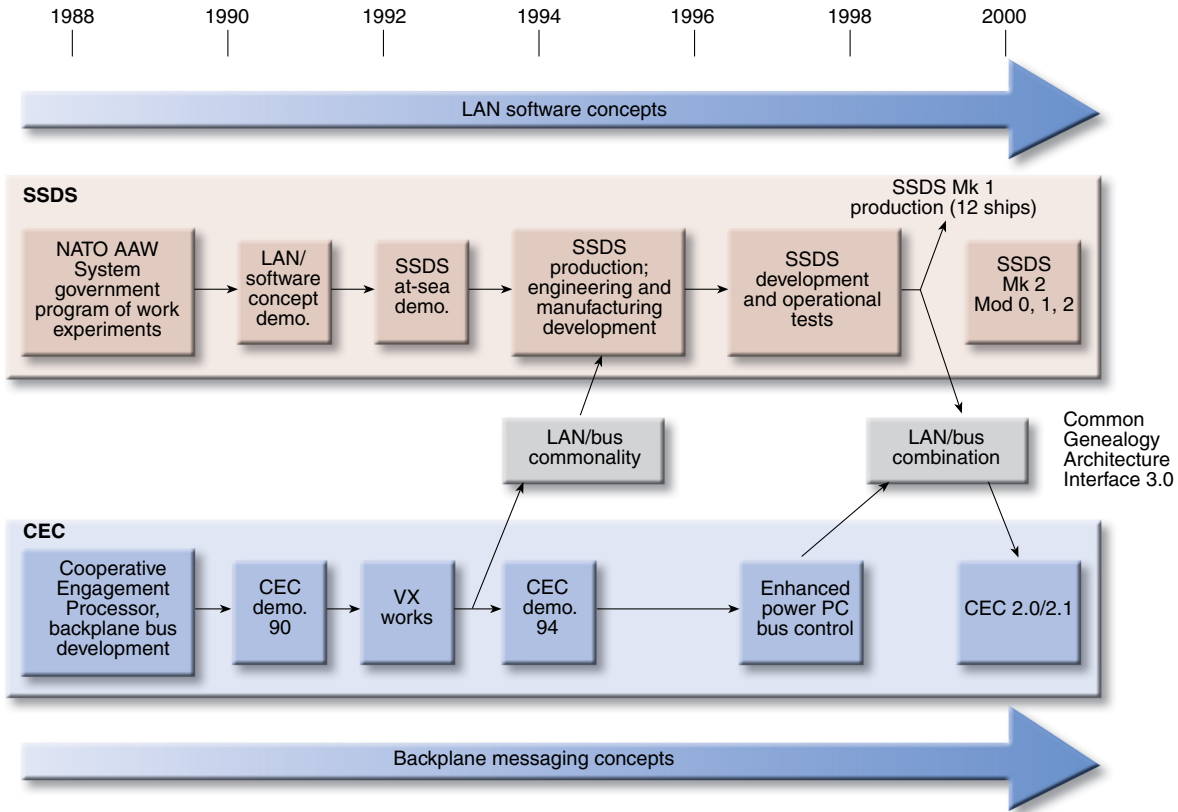 1988 1990 1992 1994 1996 1998 2000
LAN software concepts
SSDS
SSDS Mk 1
production (12 ships)
NATO AAW
System
government
program of work
experiments
LAN/
software
concept
demo.
SSDS
at-sea
demo.
SSDS
production;
engineering and
manufacturing
development
SSDS
development
and operational
tests
SSDS
Mk 2
Mod 0, 1, 2
LAN/bus
commonality
LAN/bus
combination
Common
Genealogy
Architecture
Interface 3.0
CEC
Cooperative
Engagement
Processor,
backplane bus
development
CEC
demo.
90
VX
works
CEC
demo.
94
Enhanced
power PC
bus control
CEC 2.0/2.1
Backplane messaging concepts